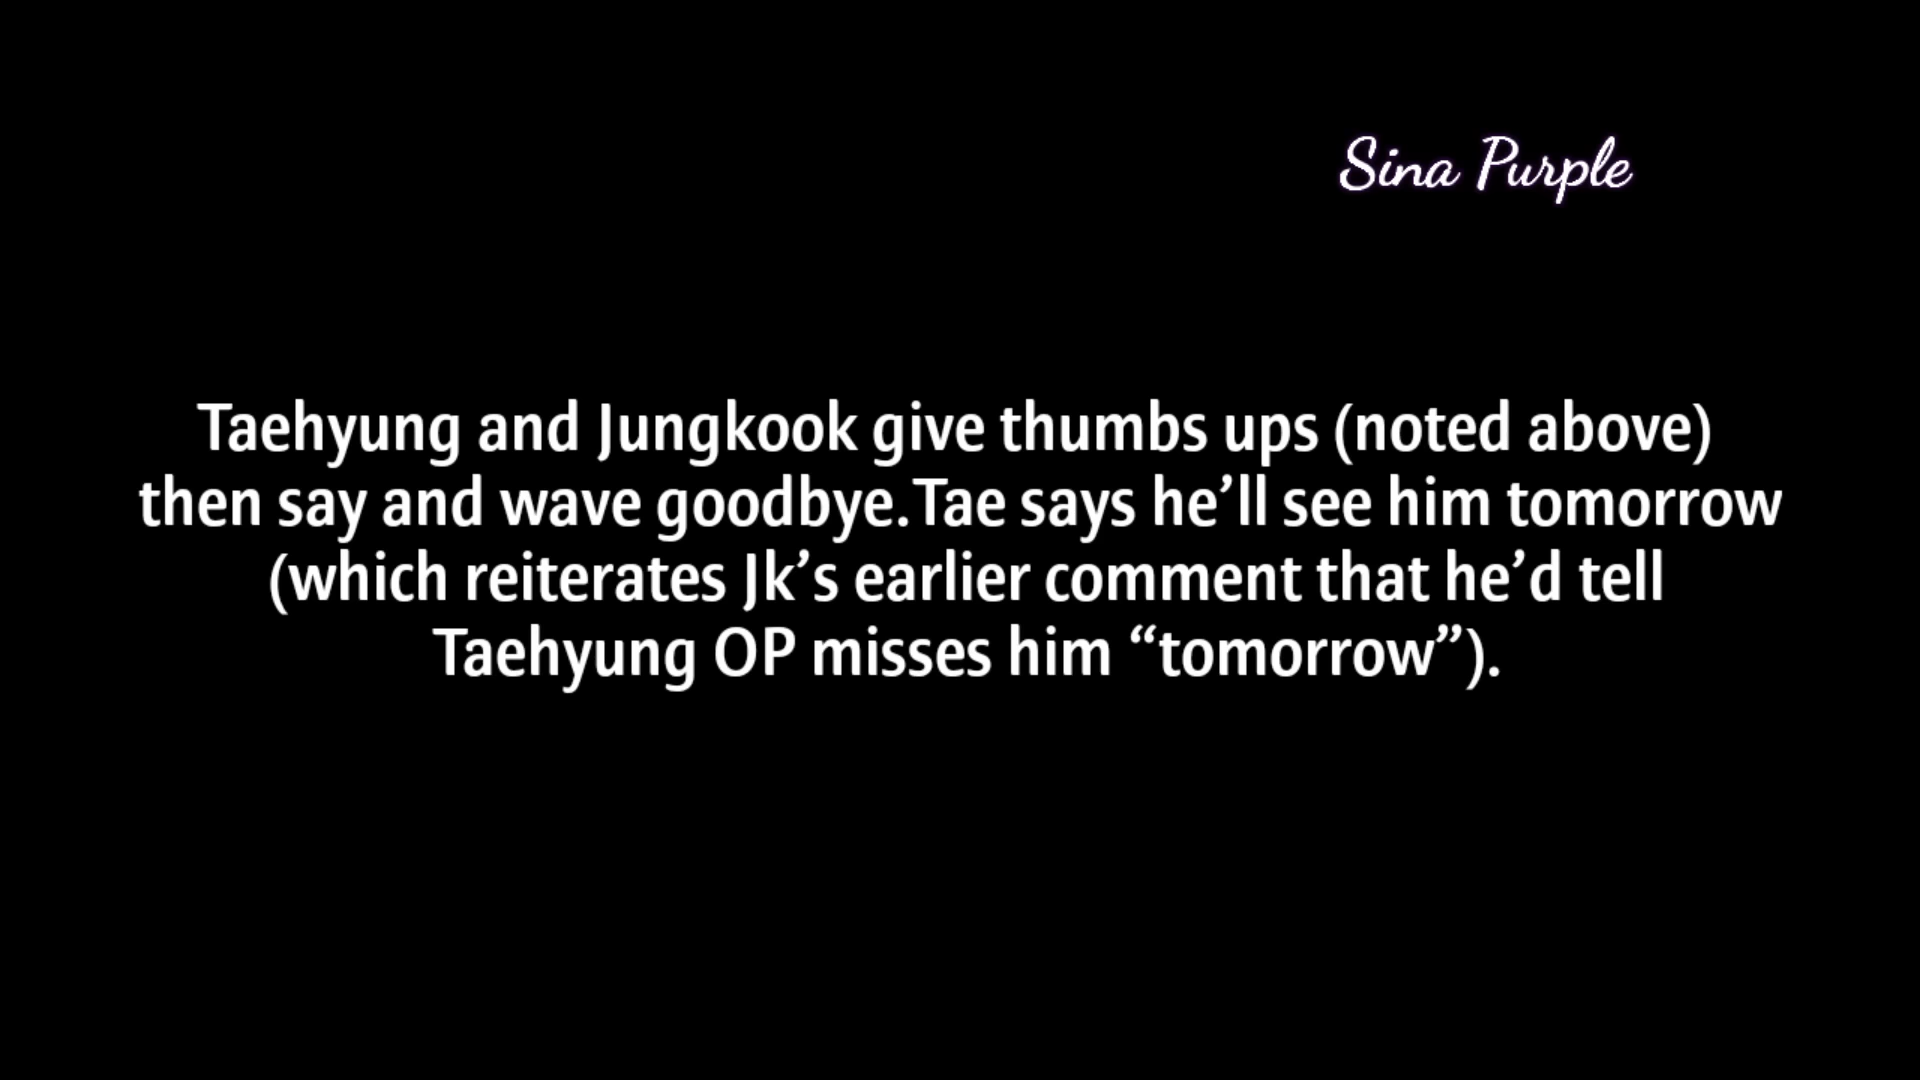 Sina Purple
Taehyung and Jungkook give thumbs ups (noted above)
then say and wave goodbye.Tae says he’ll see him tomorrow
(which reiterates Jk’s earlier comment that he’d tell
Taehyung OP misses him “tomorrow”).